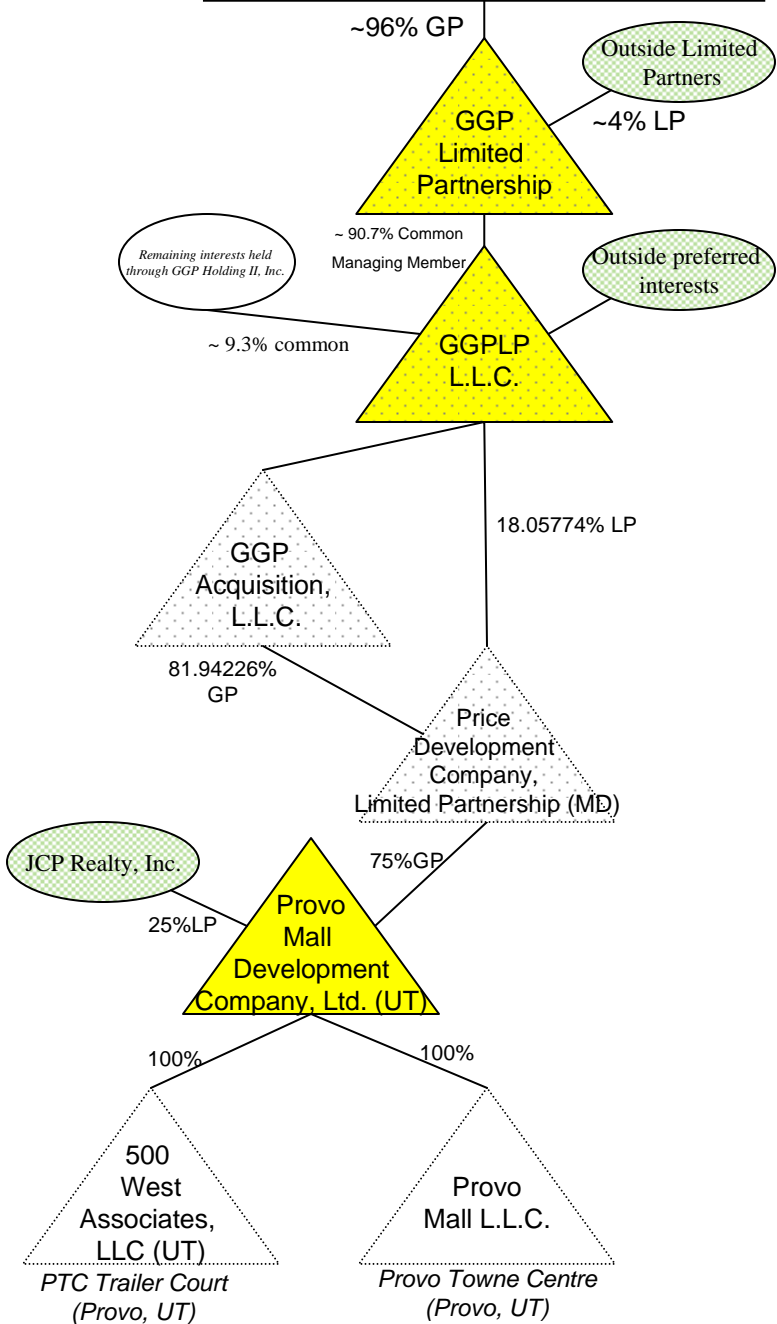 ~96% GP
Outside Limited
Partners
~4% LP
GGP
Limited
Partnership
~ 90.7% Common
Managing Member
Remaining interests held
through GGP Holding II, Inc.
Outside preferred
interests
~ 9.3% common
GGPLP
L.L.C.
18.05774% LP
GGP
Acquisition,
L.L.C.
81.94226%
GP
Price
Development
Company,
Limited Partnership (MD)
JCP Realty, Inc.
75%GP
25%LP
Provo
Mall
Development
Company, Ltd. (UT)
100%
100%
500
West
Associates,
LLC (UT)
PTC Trailer Court
(Provo, UT)
Provo
Mall L.L.C.
Provo Towne Centre
(Provo, UT)